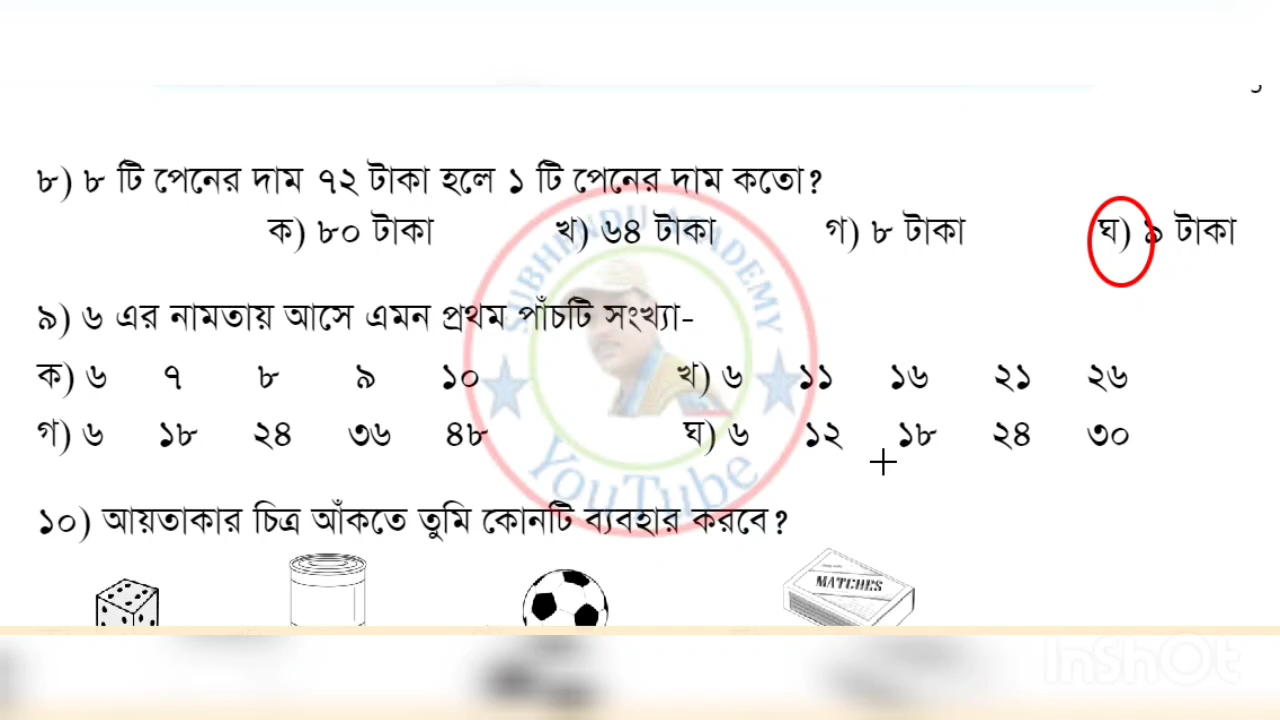 ৮) ৮ টি পেনের দাম ৭২ টাকা হলে ১ টি পেনের দাম কতো?
ক) ৮০ টাকা খ) ৬৪ টাকা গ) ৮ টাকা ঘ) ৯ টাকা
৯) ৬ এর নামতায় আসে এমন প্রথম পাঁচটি সংখ্যা-
ক) ৬ ৭ ৮ ৯ ১০ খ) ৬ ১১ ১৬ ২১ ২৬
গ) ৬ ১৮ ২৪ ৩৬ ৪৮ ঘ) ৬ ১২ ১৮ ২৪ ৩০
১০) আয়তাকার চিত্র আঁকতে তুমি কোনটি ব্যবহার করবে?
MATCHES
SUBHENDU ACADEMY
YouTube
InShOt